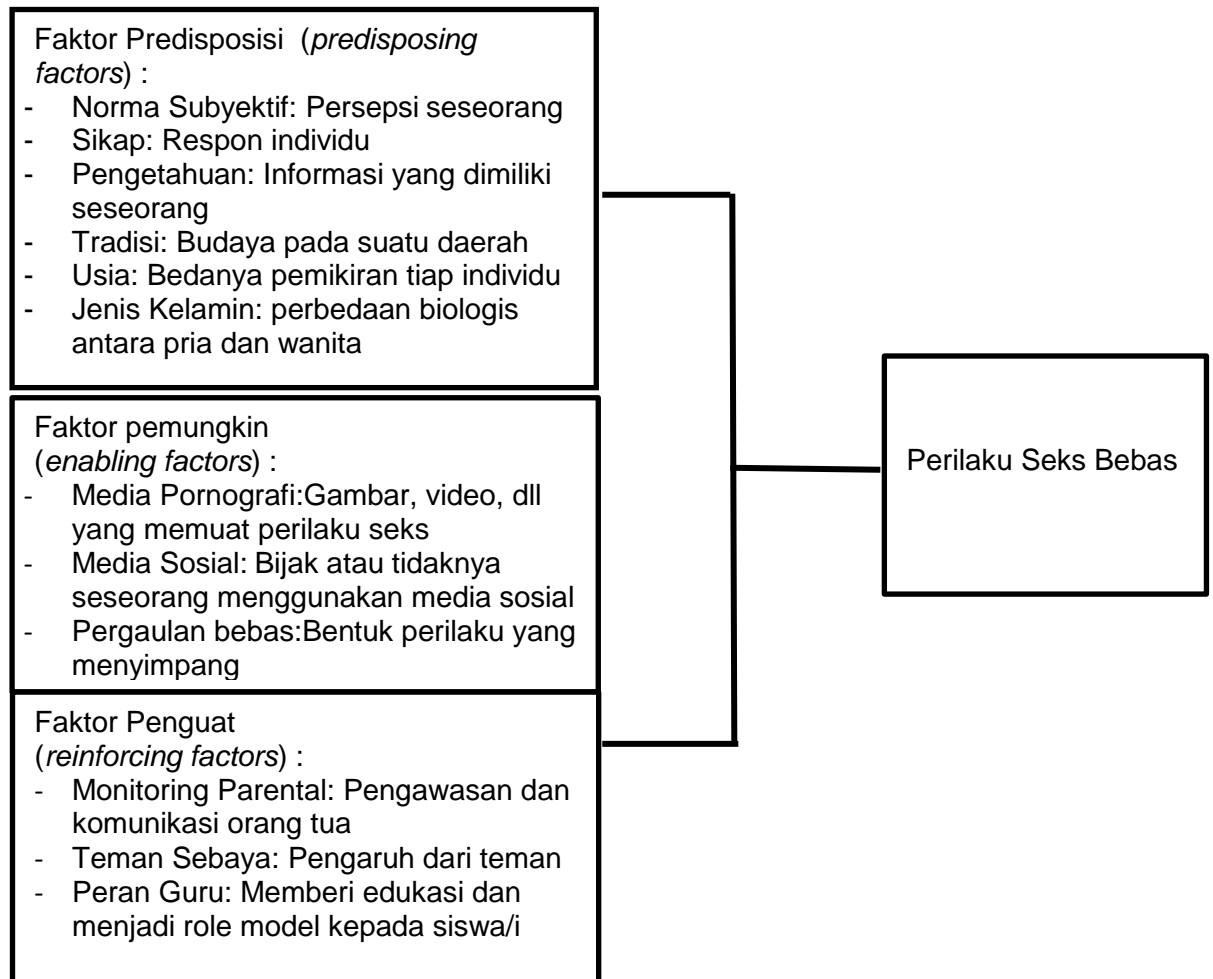 Faktor Predisposisi (predisposing
factors) :
- Norma Subyektif: Persepsi seseorang
- Sikap: Respon individu
- Pengetahuan: Informasi yang dimiliki
seseorang
- Tradisi: Budaya pada suatu daerah
- Usia: Bedanya pemikiran tiap individu
- Jenis Kelamin: perbedaan biologis
antara pria dan wanita
Faktor pemungkin
(enabling factors) :
- Media Pornografi:Gambar, video, dll
yang memuat perilaku seks
- Media Sosial: Bijak atau tidaknya
seseorang menggunakan media sosial
- Pergaulan bebas:Bentuk perilaku yang
menyimpang
Faktor Penguat
(reinforcing factors) :
- Monitoring Parental: Pengawasan dan
komunikasi orang tua
- Teman Sebaya: Pengaruh dari teman
- Peran Guru: Memberi edukasi dan
menjadi role model kepada siswa/i
Perilaku Seks Bebas